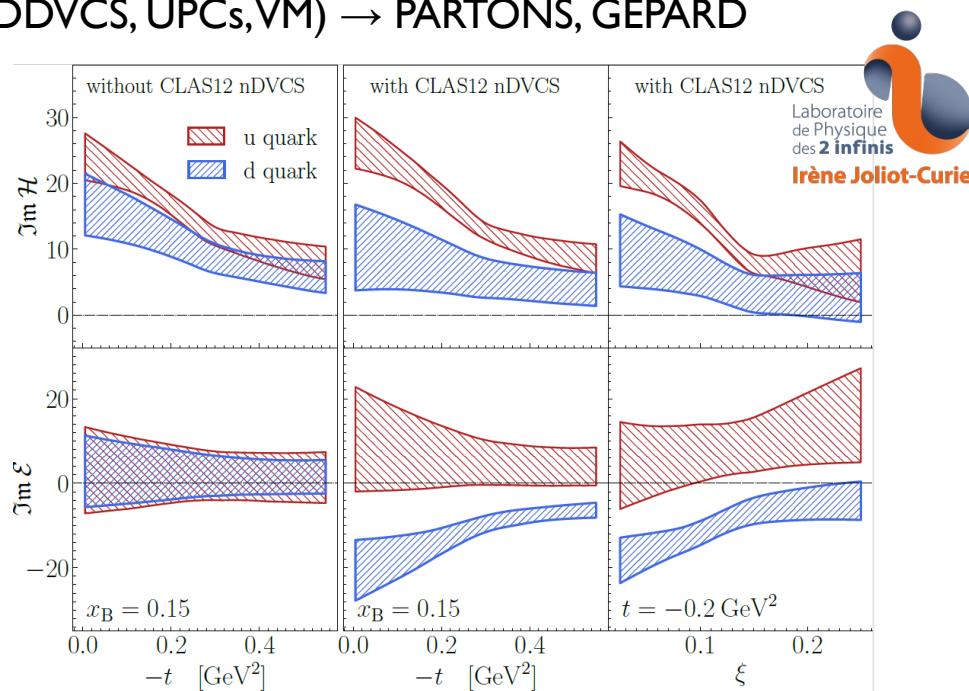 DDVCS, UPCs, VM) → PARTONS, GEPARD
Laboratoire
de Physique
des 2 infinis
Irène Joliot-Curie
without CLAS12 nDVCS
with CLAS12 nDVCS
with CLAS12 nDVCS
u quark
d quark
ℑm ℋ
30
20
10
0
ℑm ℰ
20
0
−20
x_B = 0.15
x_B = 0.15
t = −0.2 GeV²
0.0 0.2 0.4
0.0 0.2 0.4
0.1 0.2
−t [GeV²]
−t [GeV²]
ξ